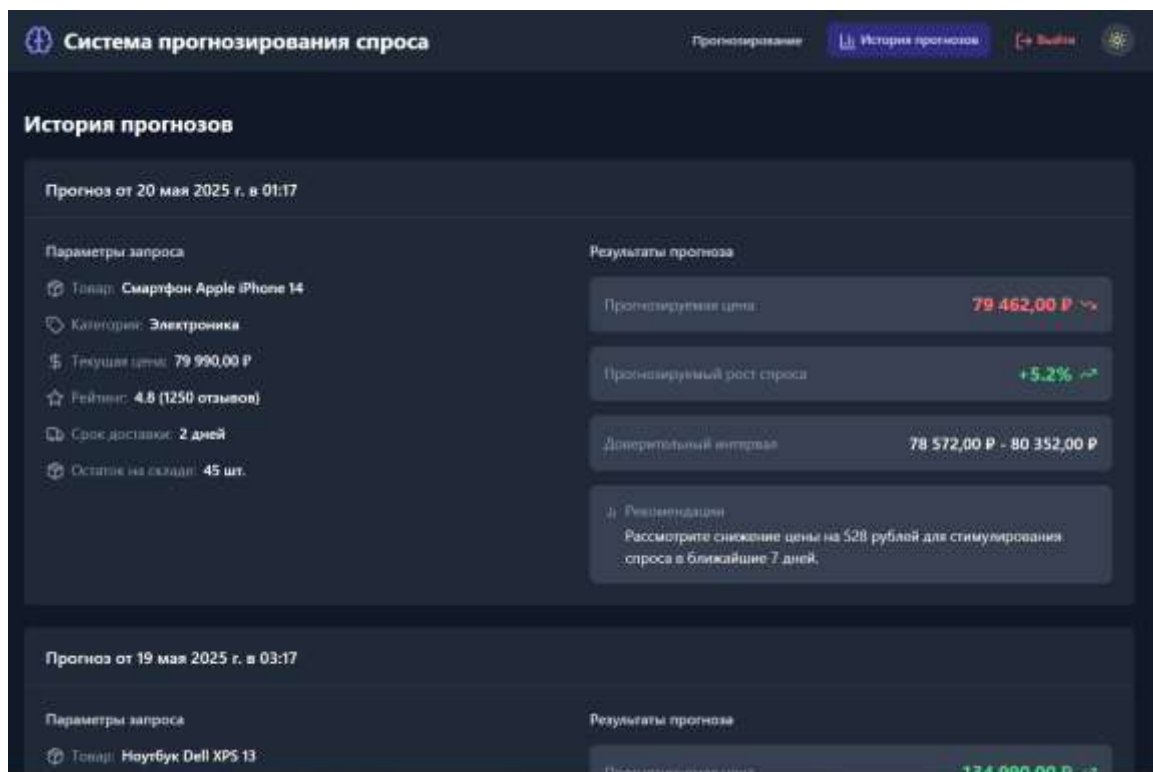 Система прогнозирования спроса
Прогнозирование
История прогнозов
Выйти
История прогнозов
Прогноз от 20 мая 2025 г. в 01:17
Параметры запроса
Товар: Смартфон Apple iPhone 14
Категория: Электроника
Текущая цена: 79 990,00 ₽
Рейтинг: 4.8 (1250 отзывов)
Срок доставки: 2 дней
Остаток на складе: 45 шт.
Результаты прогноза
Прогнозируемая цена 79 462,00 ₽
Прогнозируемый рост спроса +5.2%
Доверительный интервал 78 572,00 ₽ - 80 352,00 ₽
Рекомендации
Рассмотрите снижение цены на 528 рублей для стимулирования
спроса в ближайшие 7 дней.
Прогноз от 19 мая 2025 г. в 03:17
Параметры запроса
Товар: Ноутбук Dell XPS 13
Результаты прогноза
134 990,00 ₽